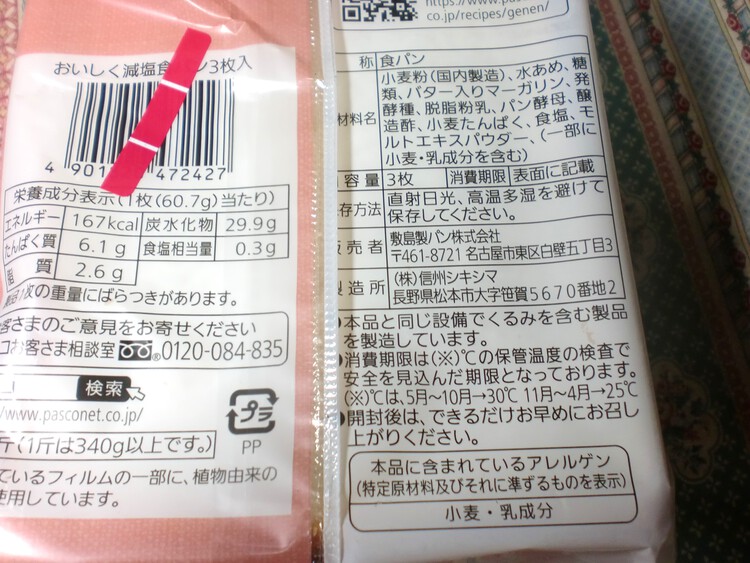 おいしく減塩食パン3枚入
4 901 472427
栄養成分表示(1枚(60.7g)当たり)
エネルギー 167kcal 炭水化物 29.9g
たんぱく質 6.1g 食塩相当量 0.3g
脂質 2.6g
1枚の重量にばらつきがあります。
客さまのご意見をお寄せください
コお客さま相談室 0120-084-835
検索
/www.pasconet.co.jp/
斤(1斤は340g以上です。)
プラ
PP
ているフィルムの一部に、植物由来の
使用しています。
https://www.pasconet.
co.jp/recipes/genen/
称 食パン
材料名 小麦粉(国内製造)、水あめ、糖
類、バター入りマーガリン、発
酵種、脱脂粉乳、パン酵母、醸
造酢、小麦たんぱく、食塩、モ
ルトエキスパウダー、(一部に
小麦・乳成分を含む)
容量 3枚 消費期限 表面に記載
存方法 直射日光、高温多湿を避けて
保存してください。
販売者 敷島製パン株式会社
〒461-8721 名古屋市東区白壁五丁目3
製造所 (株)信州シキシマ
長野県松本市大字笹賀5670番地2
●本品と同じ設備でくるみを含む製品
を製造しています。
●消費期限は(※)℃の保管温度の検査で
安全を見込んだ期限となっております。
(※)℃は、5月〜10月→30℃ 11月〜4月→25℃
●開封後は、できるだけお早めにお召し
上がりください。
本品に含まれているアレルゲン
(特定原材料及びそれに準ずるものを表示)
小麦・乳成分